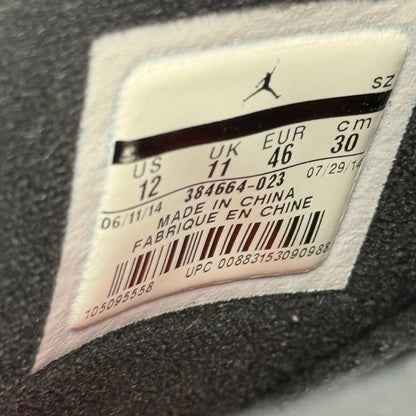 SZ
US UK EUR cm
12 11 46 30
384664-023
06/11/14 07/29/14
MADE IN CHINA
FABRIQUE EN CHINE
UPC 00883153090988